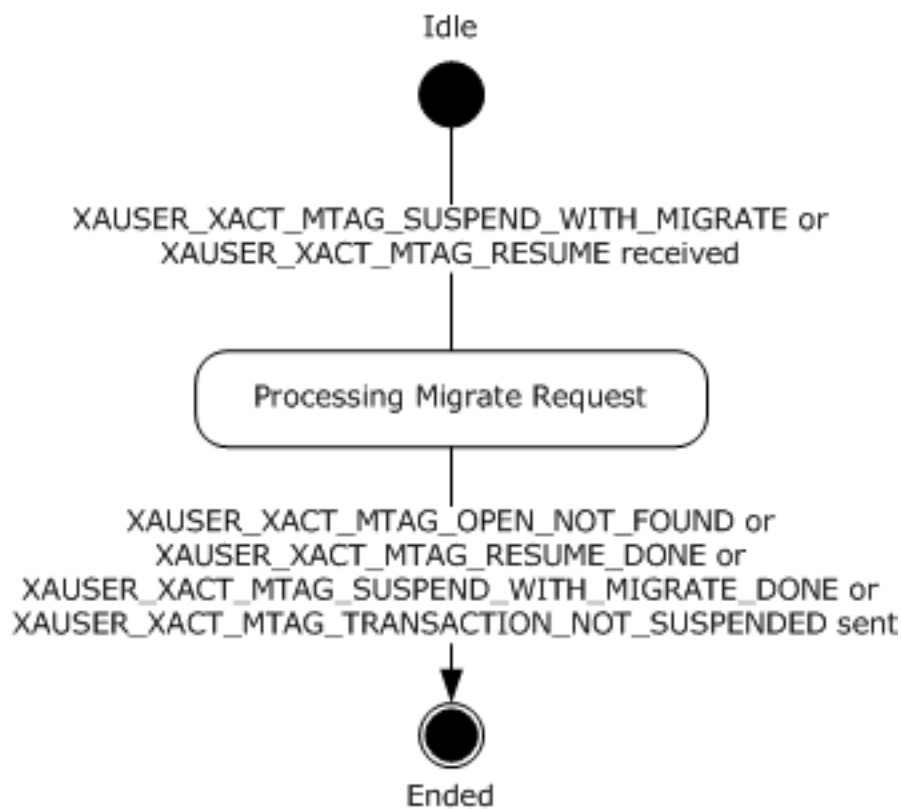 Idle
XAUSER_XACT_MTAG_SUSPEND_WITH_MIGRATE or
XAUSER_XACT_MTAG_RESUME received
Processing Migrate Request
XAUSER_XACT_MTAG_OPEN_NOT_FOUND or
XAUSER_XACT_MTAG_RESUME_DONE or
XAUSER_XACT_MTAG_SUSPEND_WITH_MIGRATE_DONE or
XAUSER_XACT_MTAG_TRANSACTION_NOT_SUSPENDED sent
Ended